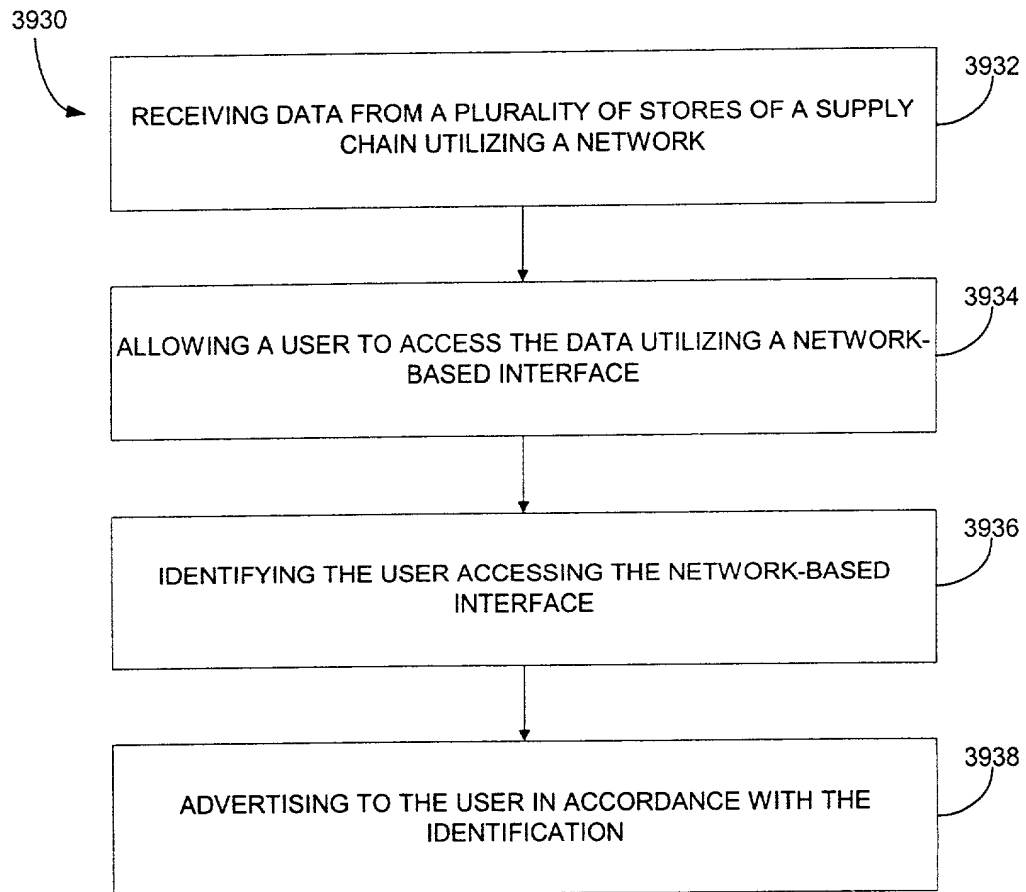 3930
3932
RECEIVING DATA FROM A PLURALITY OF STORES OF A SUPPLY
CHAIN UTILIZING A NETWORK
3934
ALLOWING A USER TO ACCESS THE DATA UTILIZING A NETWORK-
BASED INTERFACE
3936
IDENTIFYING THE USER ACCESSING THE NETWORK-BASED
INTERFACE
3938
ADVERTISING TO THE USER IN ACCORDANCE WITH THE
IDENTIFICATION